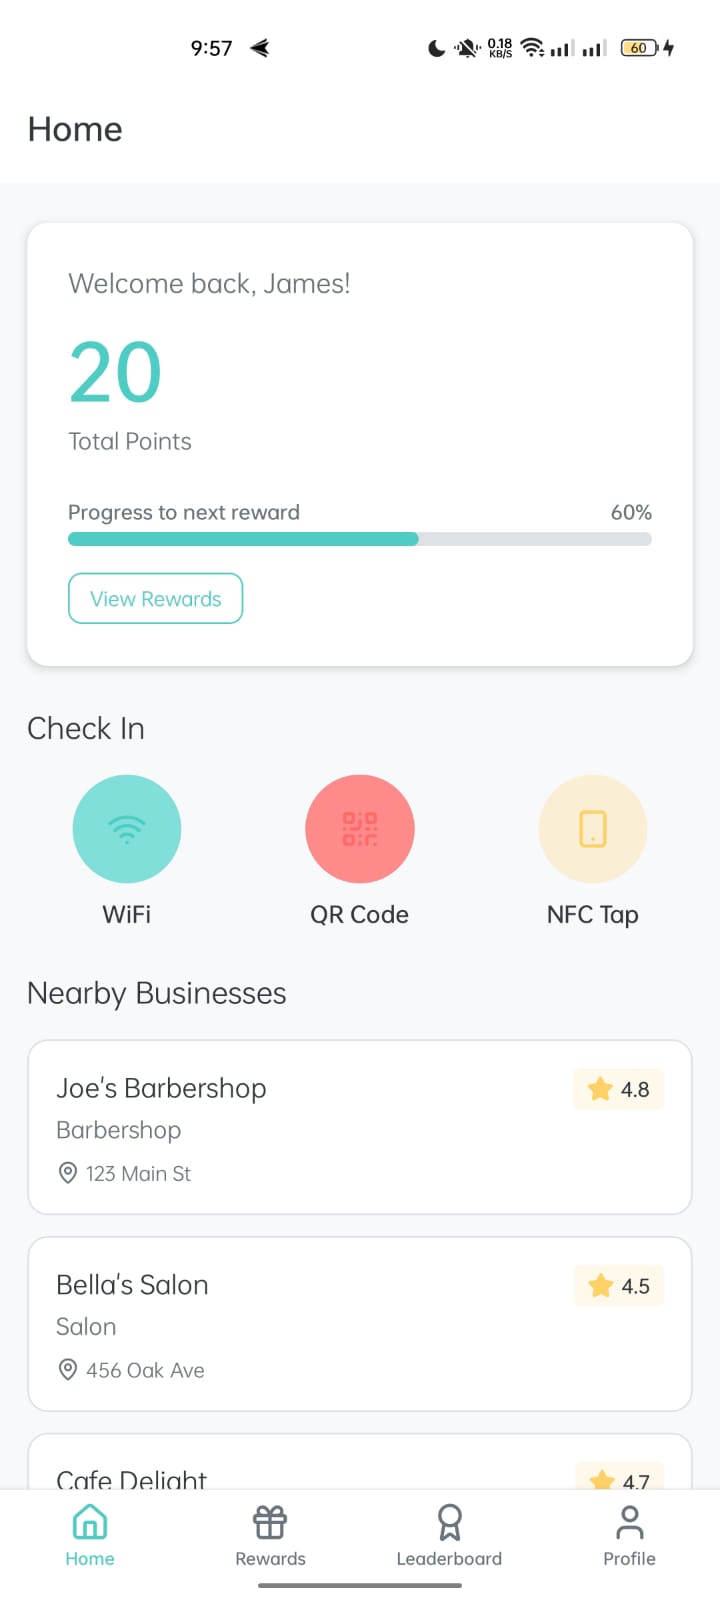 9:57
0.18
KB/S
60
Home
Welcome back, James!
20
Total Points
Progress to next reward 60%
View Rewards
Check In
WiFi QR Code NFC Tap
Nearby Businesses
Joe's Barbershop 4.8
Barbershop
123 Main St
Bella's Salon 4.5
Salon
456 Oak Ave
Cafe Delight 4.7
Home Rewards Leaderboard Profile